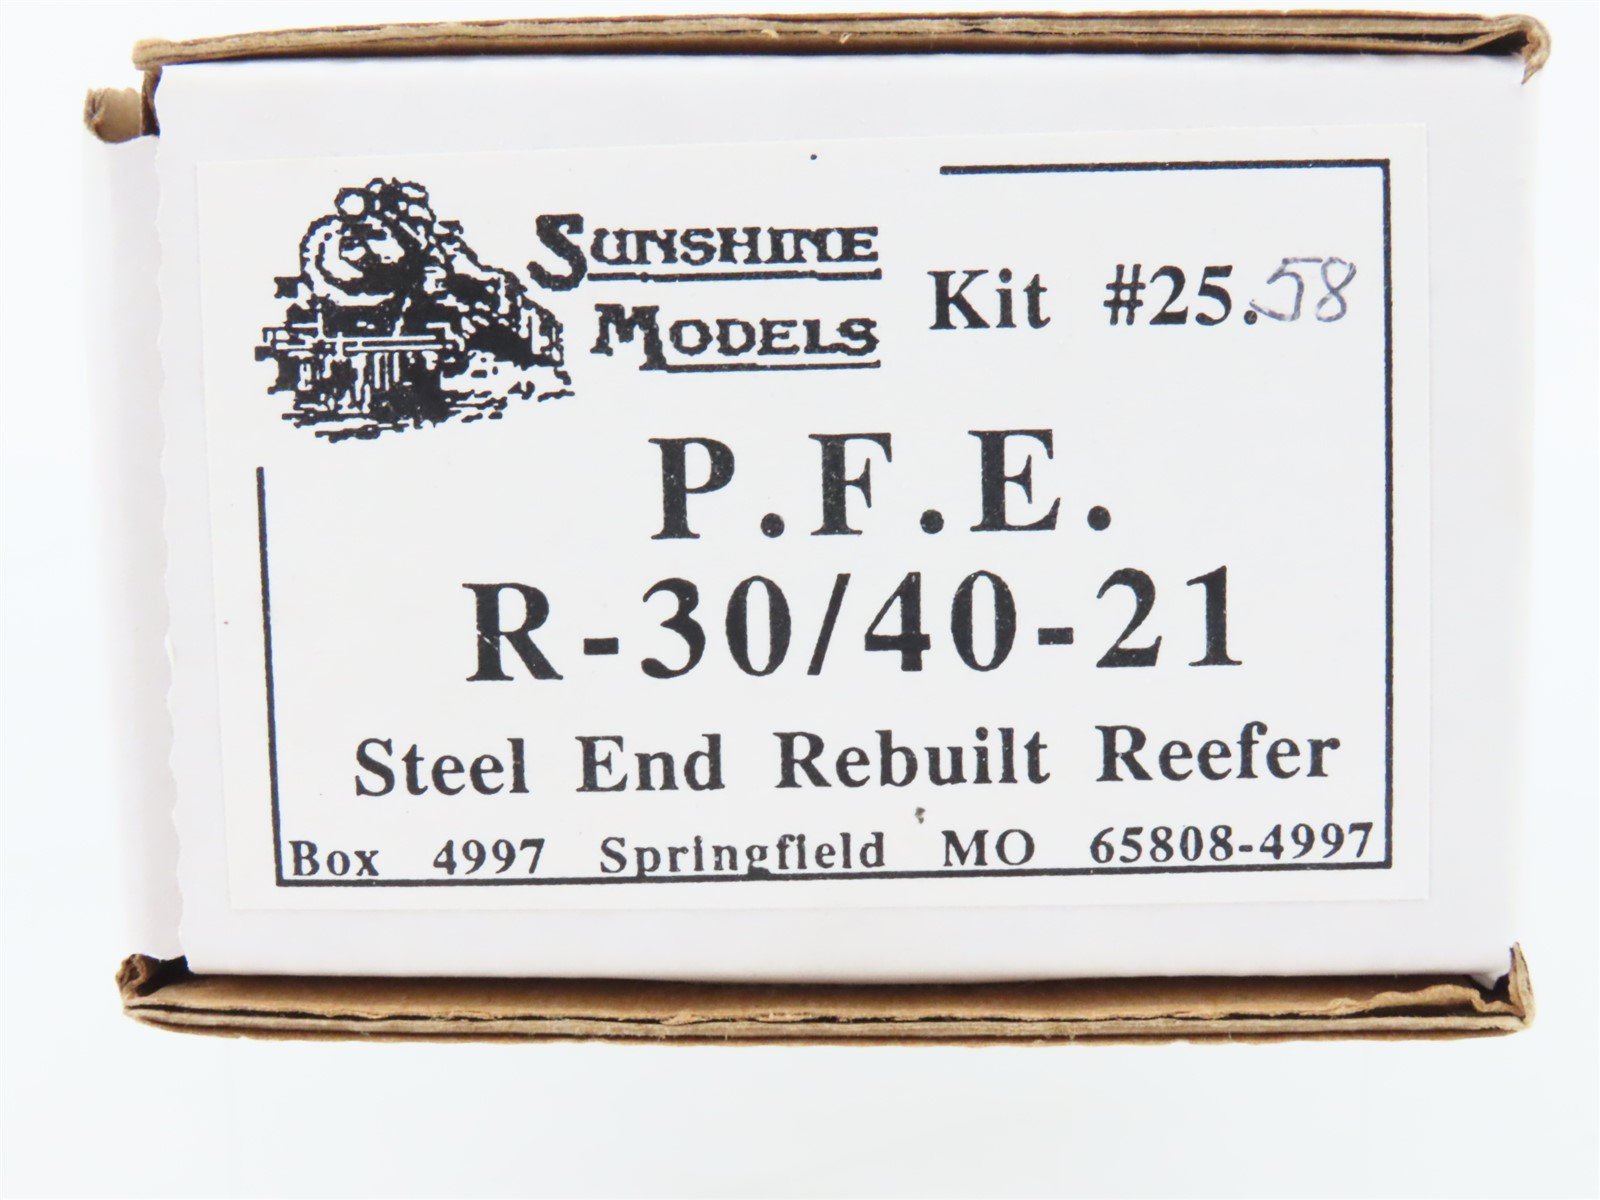 Sunshine
Models
Kit #25.58
P.F.E.
R-30/40-21
Steel End Rebuilt Reefer
Box 4997 Springfield MO 65808-4997